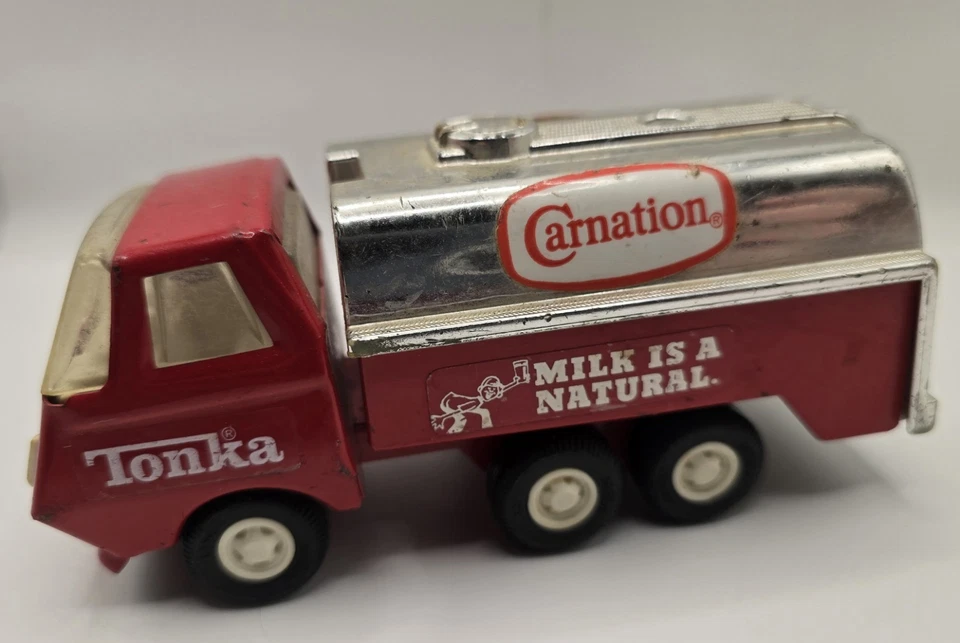 Carnation®
MILK IS A
NATURAL.
Tonka®